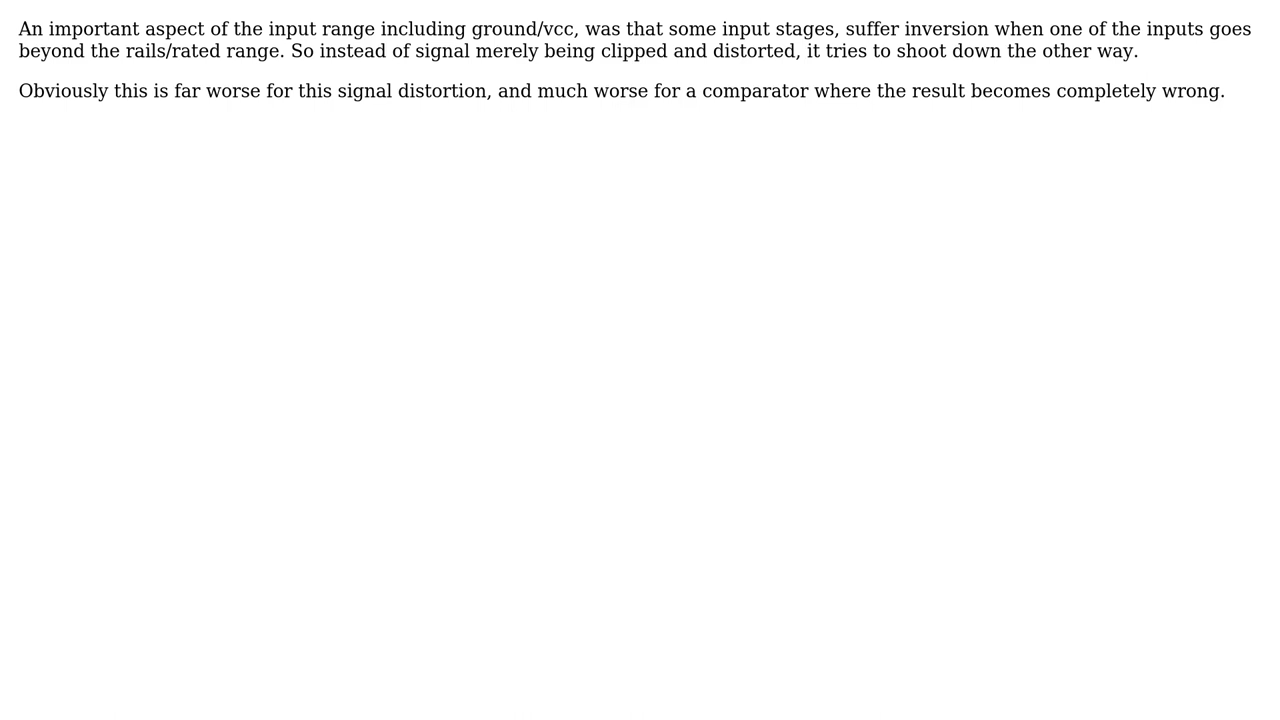 An important aspect of the input range including ground/vcc, was that some input stages, suffer inversion when one of the inputs goes
beyond the rails/rated range. So instead of signal merely being clipped and distorted, it tries to shoot down the other way.
Obviously this is far worse for this signal distortion, and much worse for a comparator where the result becomes completely wrong.